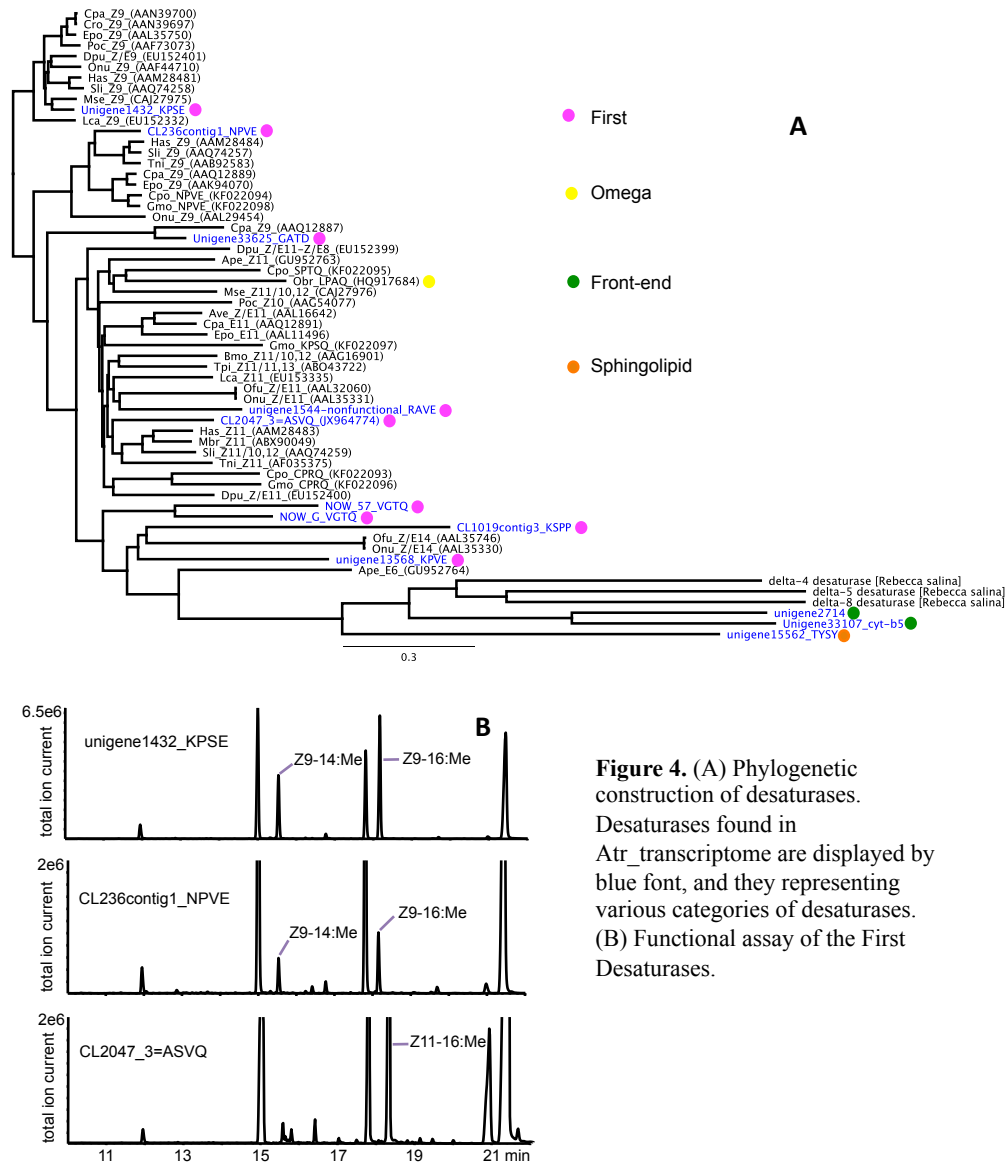 Cpa_Z9_(AAN39700)
Cro_Z9_(AAN39697)
Epo_Z9_(AAL35750)
Poc_Z9_(AAF73073)
Dpu_Z/E9_(EU152401)
Onu_Z9_(AAF44710)
Has_Z9_(AAM28481)
Sli_Z9_(AAQ74258)
Mse_Z9_(CAJ27975)
Unigene1432_KPSE
Lca_Z9_(EU152332)
CL236contig1_NPVE
Has_Z9_(AAM28484)
Sli_Z9_(AAQ74257)
Tni_Z9_(AAB92583)
Cpa_Z9_(AAQ12889)
Epo_Z9_(AAK94070)
Cpo_NPVE_(KF022094)
Gmo_NPVE_(KF022098)
Onu_Z9_(AAL29454)
Cpa_Z9_(AAQ12887)
Unigene33625_GATD
Dpu_Z/E11-Z/E8_(EU152399)
Ape_Z11_(GU952763)
Cpo_SPTQ_(KF022095)
Obr_LPAQ_(HQ917684)
Mse_Z11/10,12_(CAJ27976)
Poc_Z10_(AAG54077)
Ave_Z/E11_(AAL16642)
Cpa_E11_(AAQ12891)
Epo_E11_(AAL11496)
Gmo_KPSQ_(KF022097)
Bmo_Z11/10,12_(AAG16901)
Tpi_Z11/11,13_(ABO43722)
Lca_Z11_(EU153335)
Ofu_Z/E11_(AAL32060)
Onu_Z/E11_(AAL35331)
unigene1544-nonfunctional_RAVE
CL2047_3=ASVQ_(JX964774)
Has_Z11_(AAM28483)
Mbr_Z11_(ABX90049)
Sli_Z11/10,12_(AAQ74259)
Tni_Z11_(AF035375)
Cpo_CPRQ_(KF022093)
Gmo_CPRQ_(KF022096)
Dpu_Z/E11_(EU152400)
NOW_57_VGTQ
NOW_G_VGTQ
CL1019contig3_KSPP
Ofu_Z/E14_(AAL35746)
Onu_Z/E14_(AAL35330)
unigene13568_KPVE
Ape_E6_(GU952764)
delta-4 desaturase [Rebecca salina]
delta-5 desaturase [Rebecca salina]
delta-8 desaturase [Rebecca salina]
unigene2714
Unigene33107_cyt-b5
unigene15562_TYSY
0.3
First
A
Omega
Front-end
Sphingolipid
6.5e6
B
unigene1432_KPSE
Z9-14:Me
Z9-16:Me
total ion current
2e6
CL236contig1_NPVE
Z9-14:Me
Z9-16:Me
total ion current
2e6
CL2047_3=ASVQ
Z11-16:Me
total ion current
11 13 15 17 19 21 min
Figure 4. (A) Phylogenetic
construction of desaturases.
Desaturases found in
Atr_transcriptome are displayed by
blue font, and they representing
various categories of desaturases.
(B) Functional assay of the First
Desaturases.